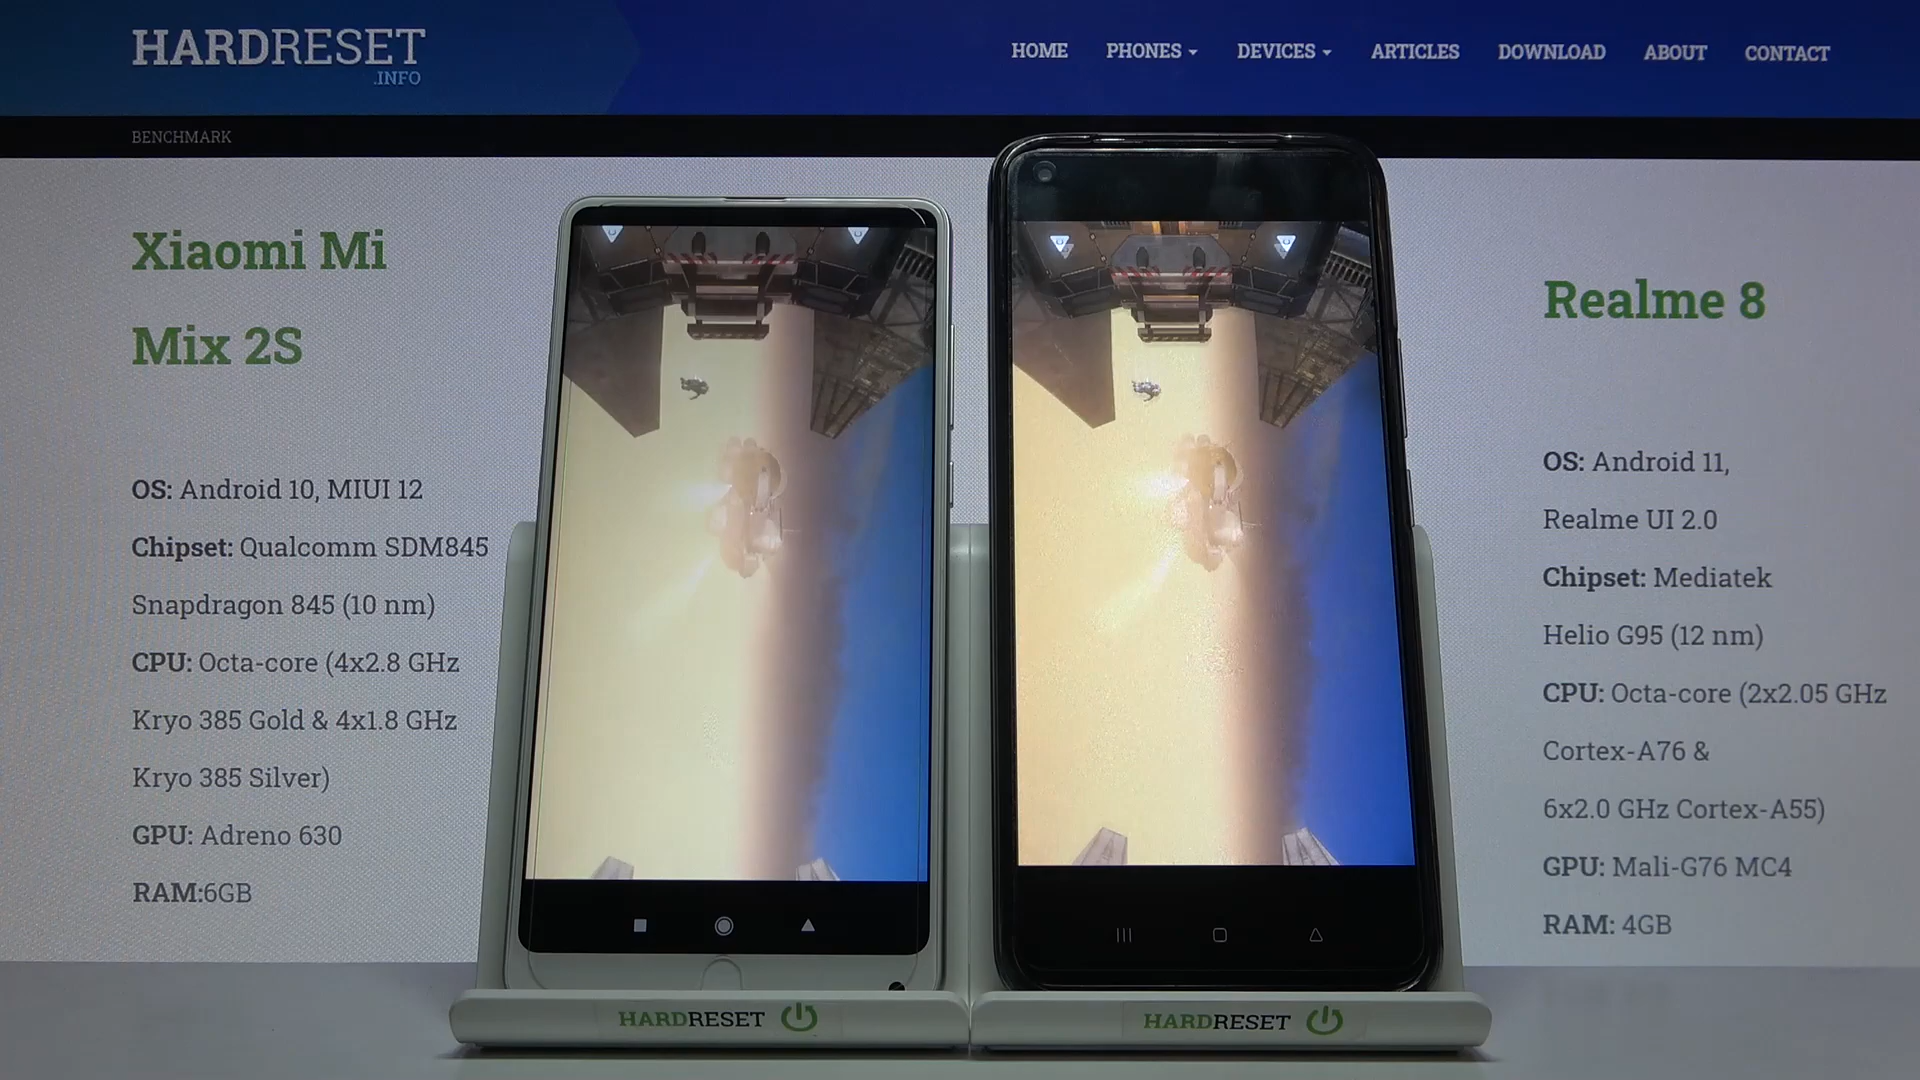 HARDRESET
.INFO
HOME PHONES DEVICES ARTICLES DOWNLOAD ABOUT CONTACT
BENCHMARK
Xiaomi Mi
Mix 2S
OS: Android 10, MIUI 12
Chipset: Qualcomm SDM845
Snapdragon 845 (10 nm)
CPU: Octa-core (4x2.8 GHz
Kryo 385 Gold & 4x1.8 GHz
Kryo 385 Silver)
GPU: Adreno 630
RAM:6GB
Realme 8
OS: Android 11,
Realme UI 2.0
Chipset: Mediatek
Helio G95 (12 nm)
CPU: Octa-core (2x2.05 GHz
Cortex-A76 &
6x2.0 GHz Cortex-A55)
GPU: Mali-G76 MC4
RAM: 4GB
HARDRESET
HARDRESET